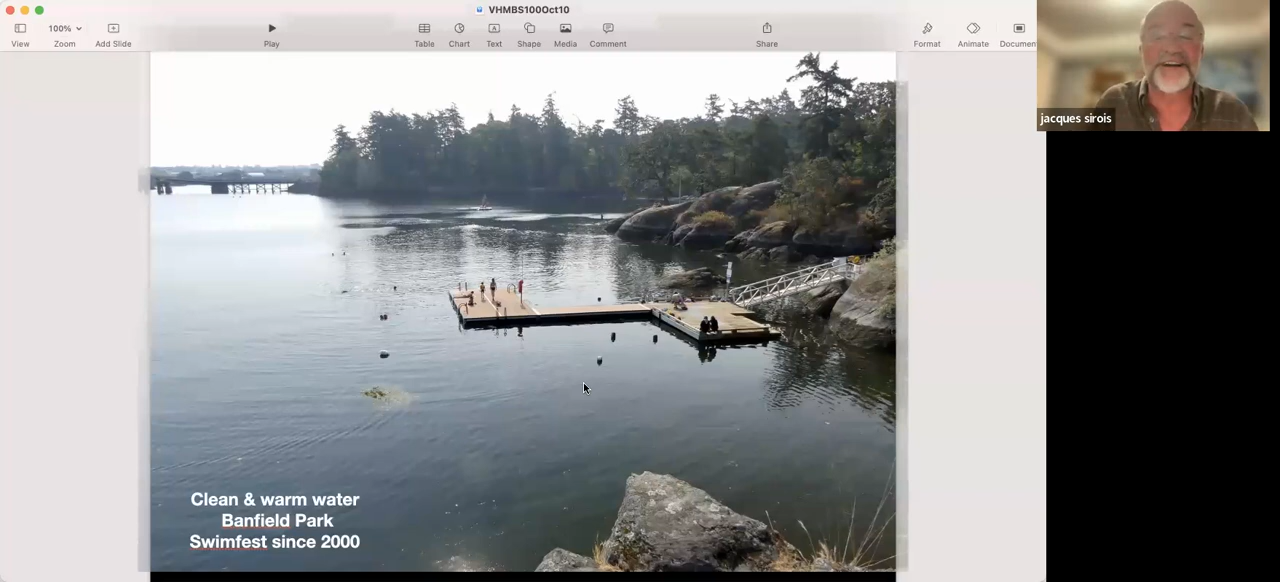 VHMBS100Oct10
100%
View
Zoom
Add Slide
Play
Table
Chart
Text
Shape
Media
Comment
Share
Format
Animate
Documen
jacques sirois
Clean & warm water
Banfield Park
Swimfest since 2000